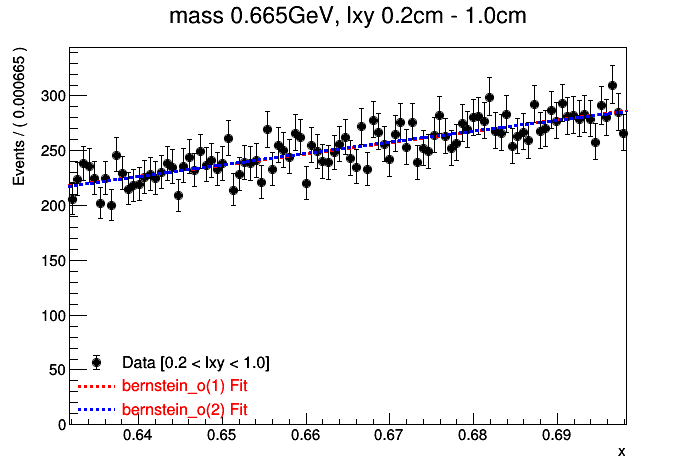 mass 0.665GeV, lxy 0.2cm - 1.0cm
Events / ( 0.000665 )
300
250
200
150
100
50
0
Data [0.2 < lxy < 1.0]
bernstein_o(1) Fit
bernstein_o(2) Fit
0.64 0.65 0.66 0.67 0.68 0.69
x